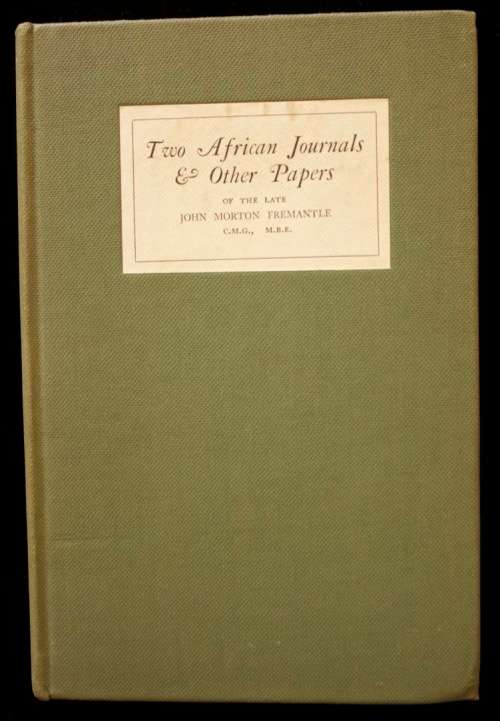 Two African Journals
& Other Papers
OF THE LATE
JOHN MORTON FREMANTLE
C.M.G., M.B.E.